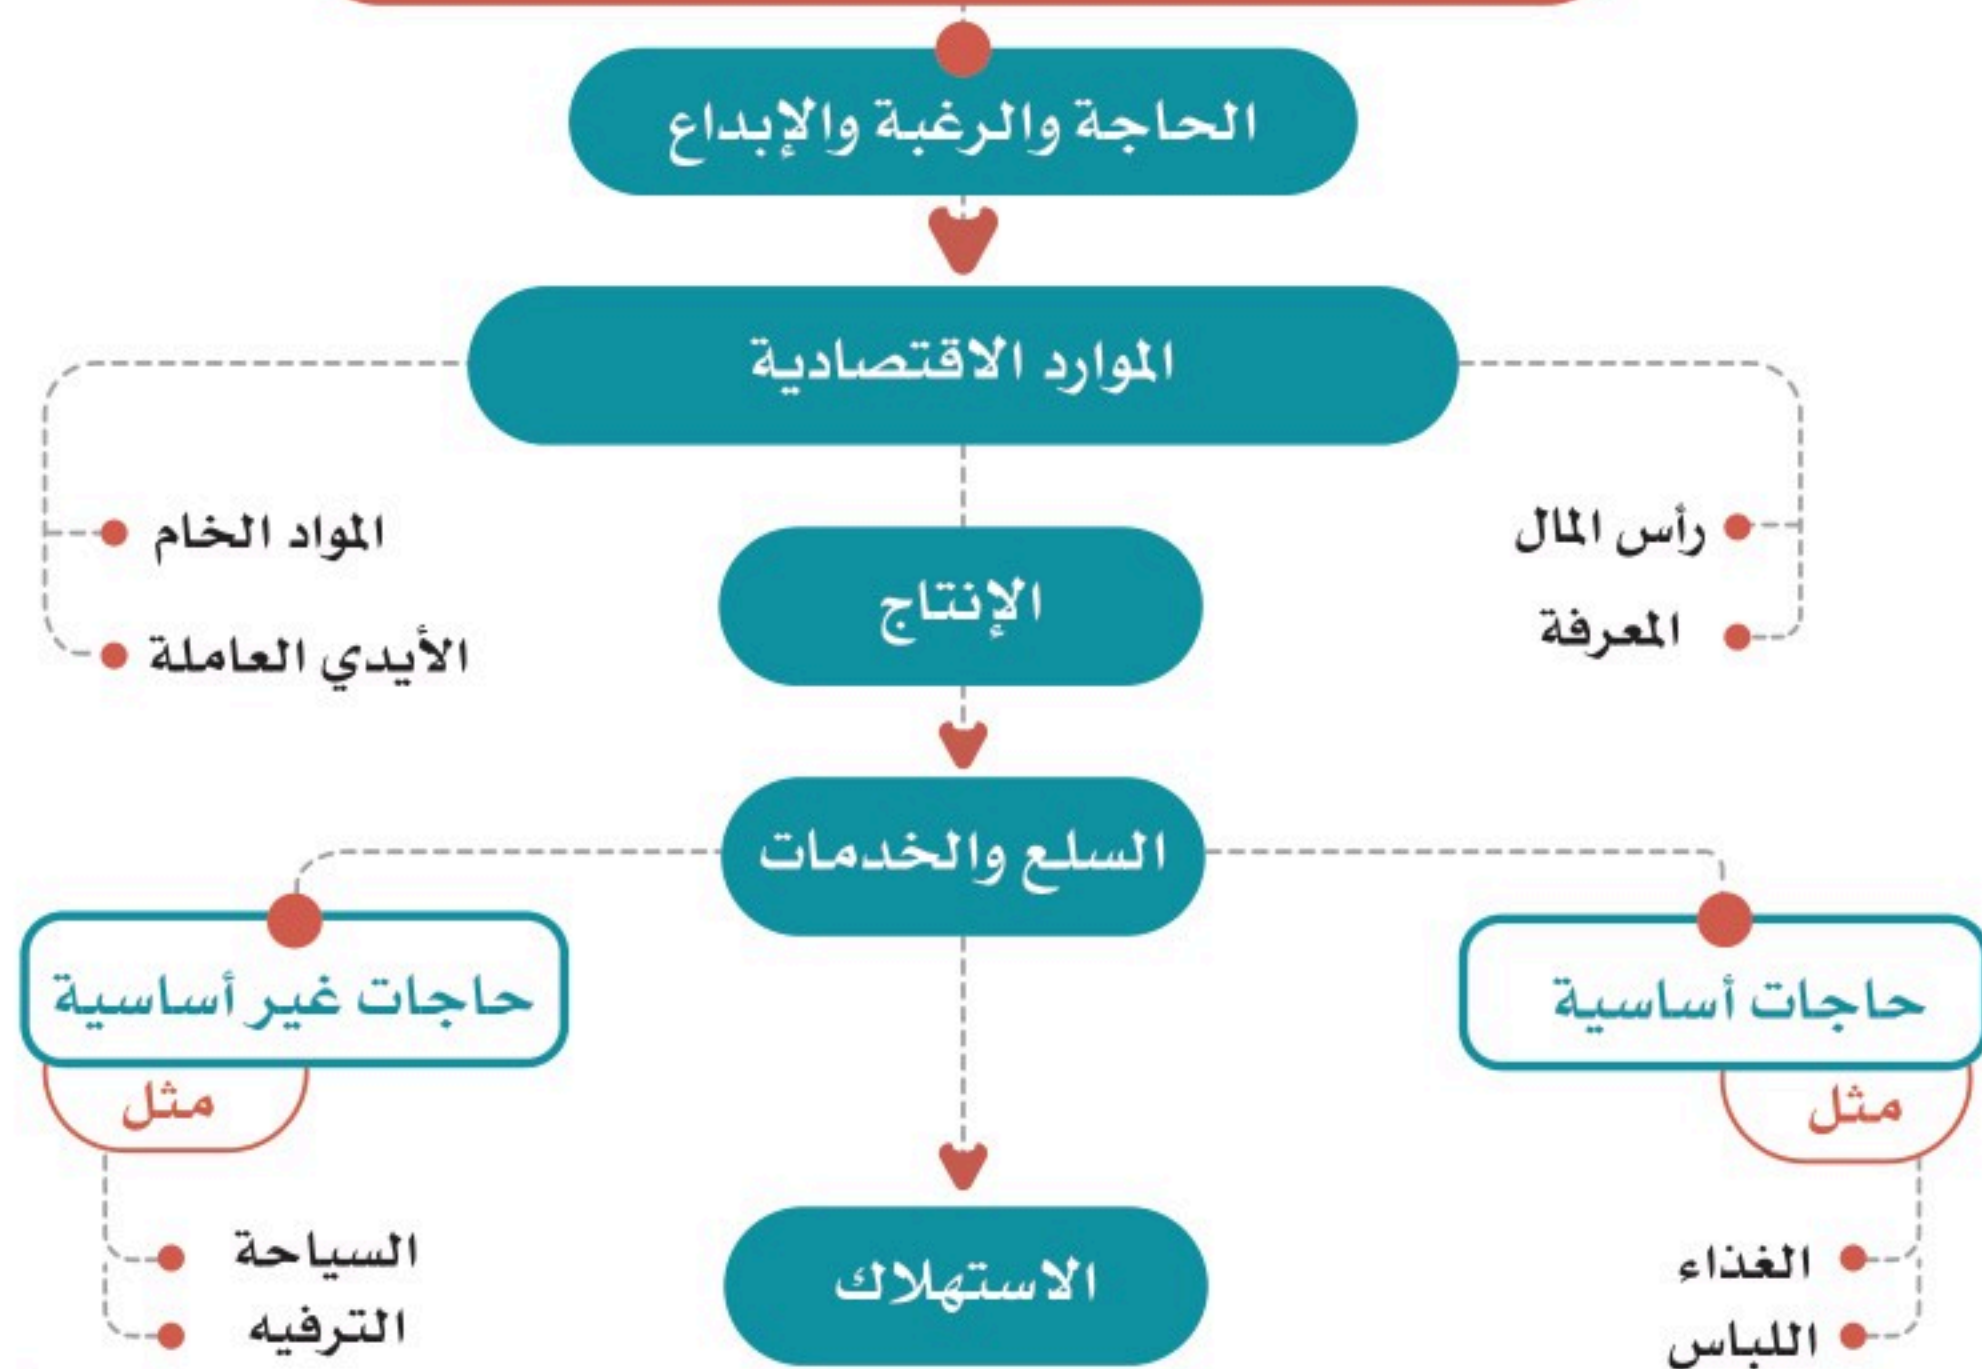 الحاجة والرغبة والإبداع
الموارد الاقتصادية
رأس المال
المعرفة
المواد الخام
الأيدي العاملة
الإنتاج
السلع والخدمات
حاجات أساسية
مثل
الغذاء
اللباس
حاجات غير أساسية
مثل
السياحة
الترفيه
الاستهلاك